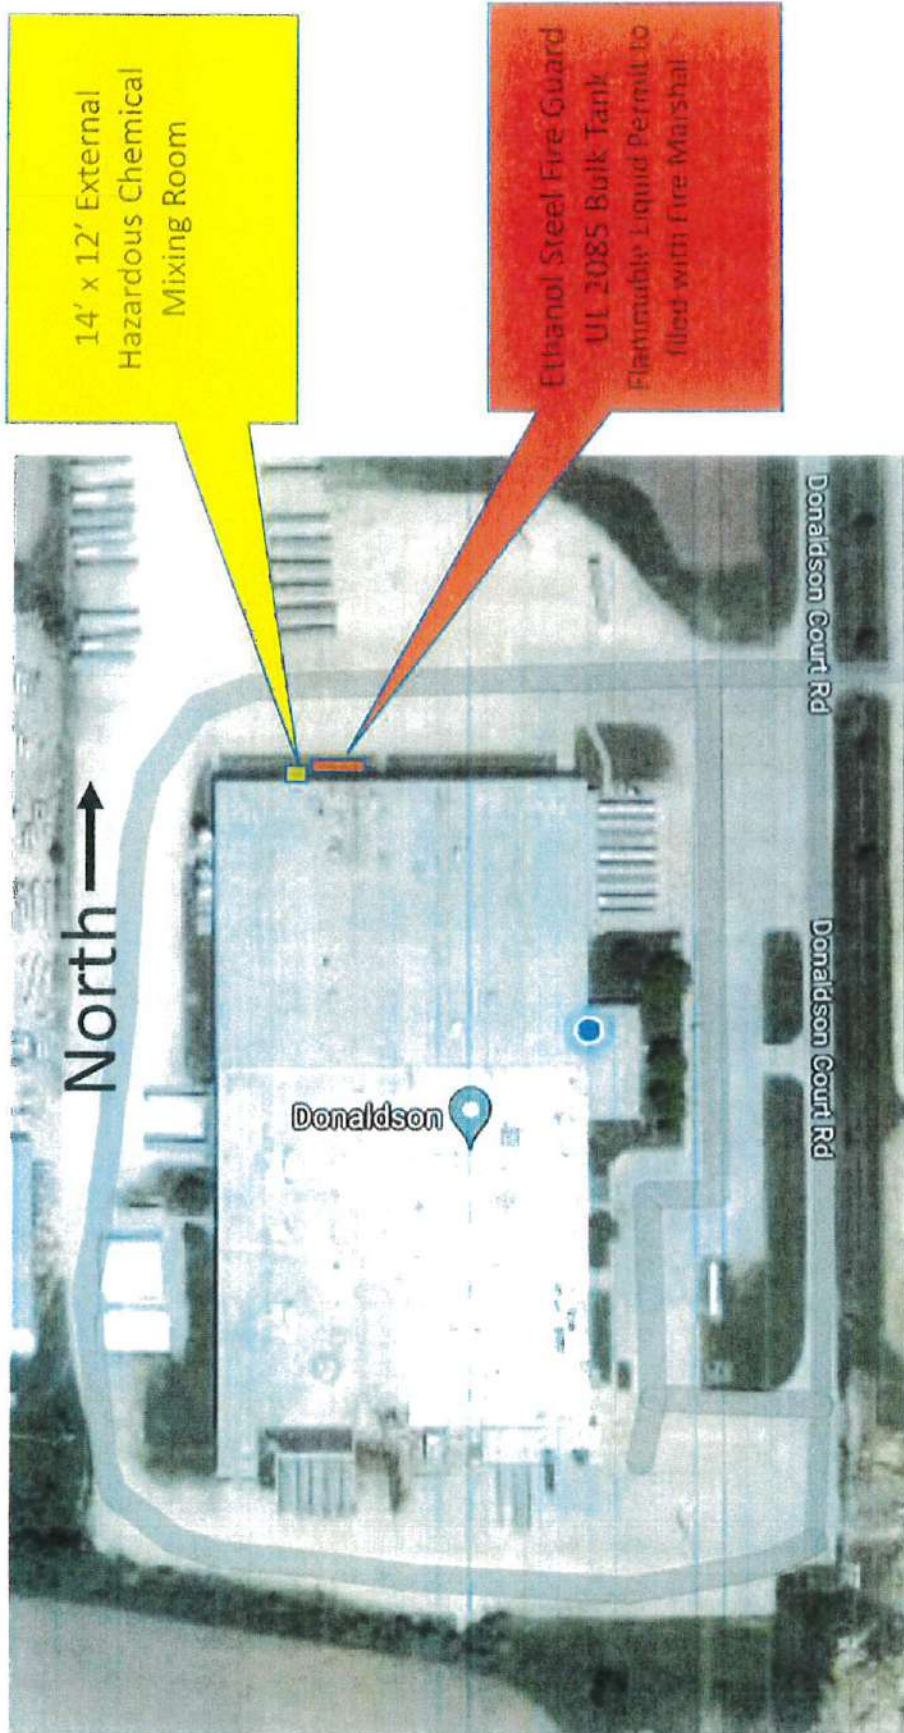 14' x 12' External
Hazardous Chemical
Mixing Room
Ethanol Steel Fire Guard
UL 2085 Bulk Tank
Flammable Liquid Permit to
filed with Fire Marshal
North
Donaldson
Donaldson Court Rd
Donaldson Court Rd